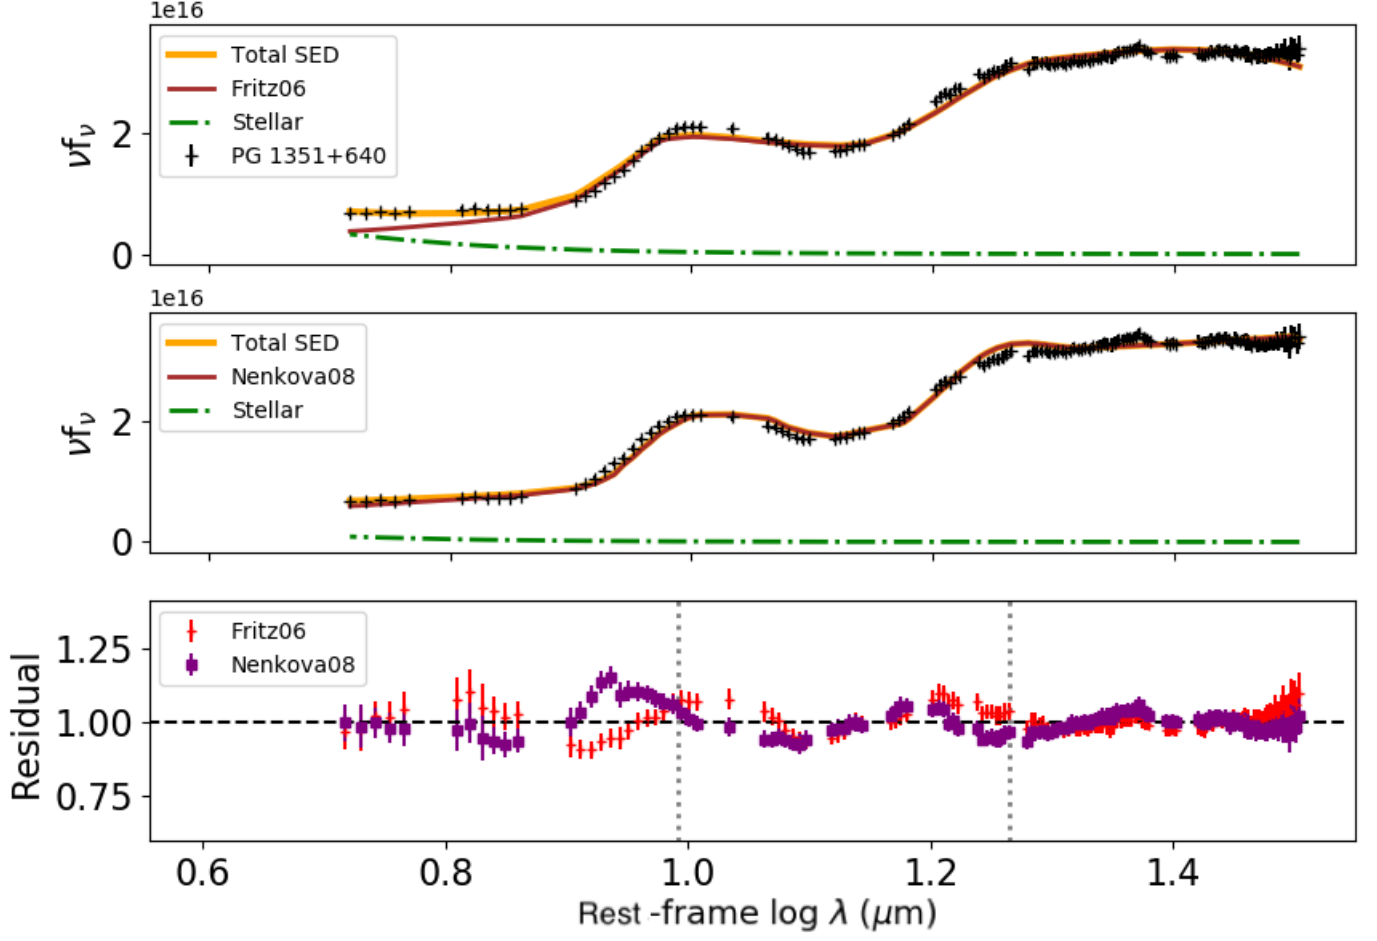 1e16
Total SED
Fritz06
Stellar
PG 1351+640
νfν
2
0
1e16
Total SED
Nenkova08
Stellar
νfν
2
0
Fritz06
Nenkova08
Residual
1.25
1.00
0.75
0.6 0.8 1.0 1.2 1.4
Rest-frame log λ (μm)